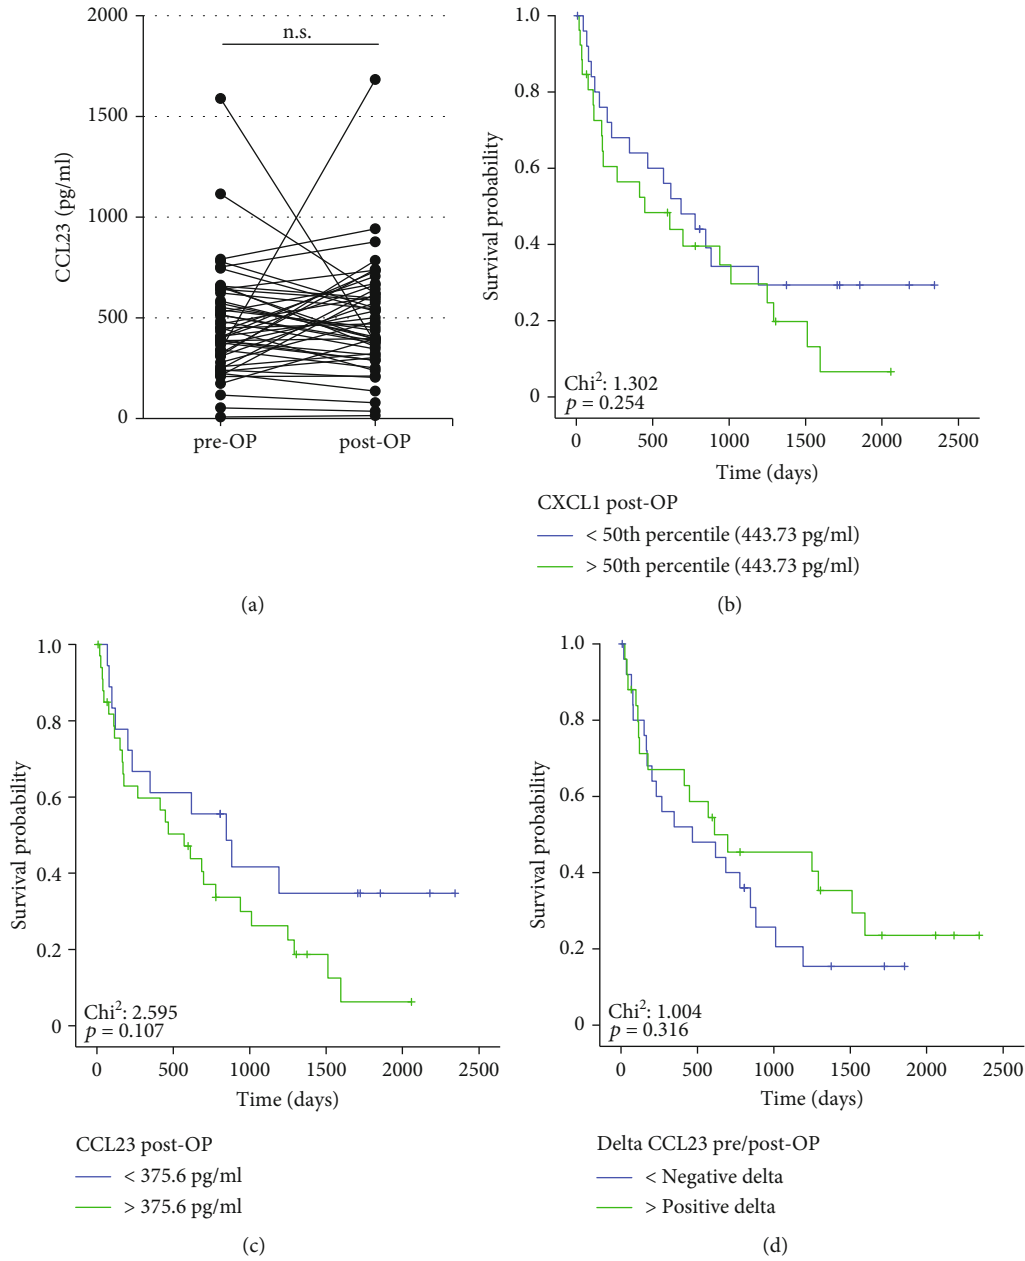 2000
1500
1000
500
0
CCL23 (pg/ml)
n.s.
pre-OP
post-OP
(a)
1.0
0.8
0.6
0.4
0.2
0
Survival probability
Chi²: 1.302
p = 0.254
0 500 1000 1500 2000 2500
Time (days)
CXCL1 post-OP
< 50th percentile (443.73 pg/ml)
> 50th percentile (443.73 pg/ml)
(b)
1.0
0.8
0.6
0.4
0.2
0
Survival probability
Chi²: 2.595
p = 0.107
0 500 1000 1500 2000 2500
Time (days)
CCL23 post-OP
< 375.6 pg/ml
> 375.6 pg/ml
(c)
1.0
0.8
0.6
0.4
0.2
0
Survival probability
Chi²: 1.004
p = 0.316
0 500 1000 1500 2000 2500
Time (days)
Delta CCL23 pre/post-OP
< Negative delta
> Positive delta
(d)